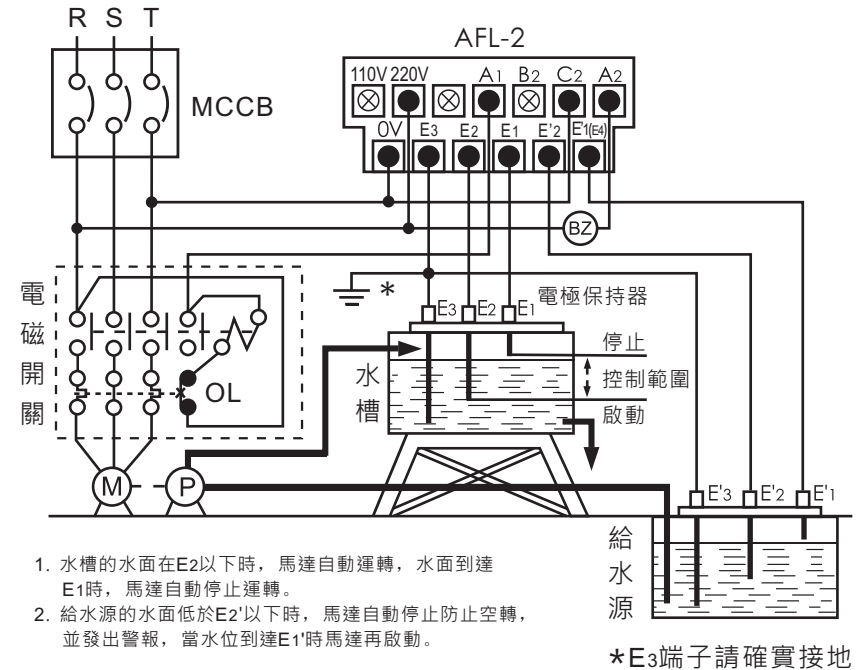 R S T
AFL-2
110V 220V A1 B2 C2 A2
MCCB
0V E3 E2 E1 E'2 E'1(E4)
BZ
電磁開關
*
E3 E2 E1 電極保持器
停止
水槽
控制範圍
OL
啟動
M P
E'3 E'2 E'1
給水源
1. 水槽的水面在E2以下時，馬達自動運轉，水面到達
E1時，馬達自動停止運轉。
2. 給水源的水面低於E2'以下時，馬達自動停止防止空轉，
並發出警報，當水位到達E1'時馬達再啟動。
*E3端子請確實接地